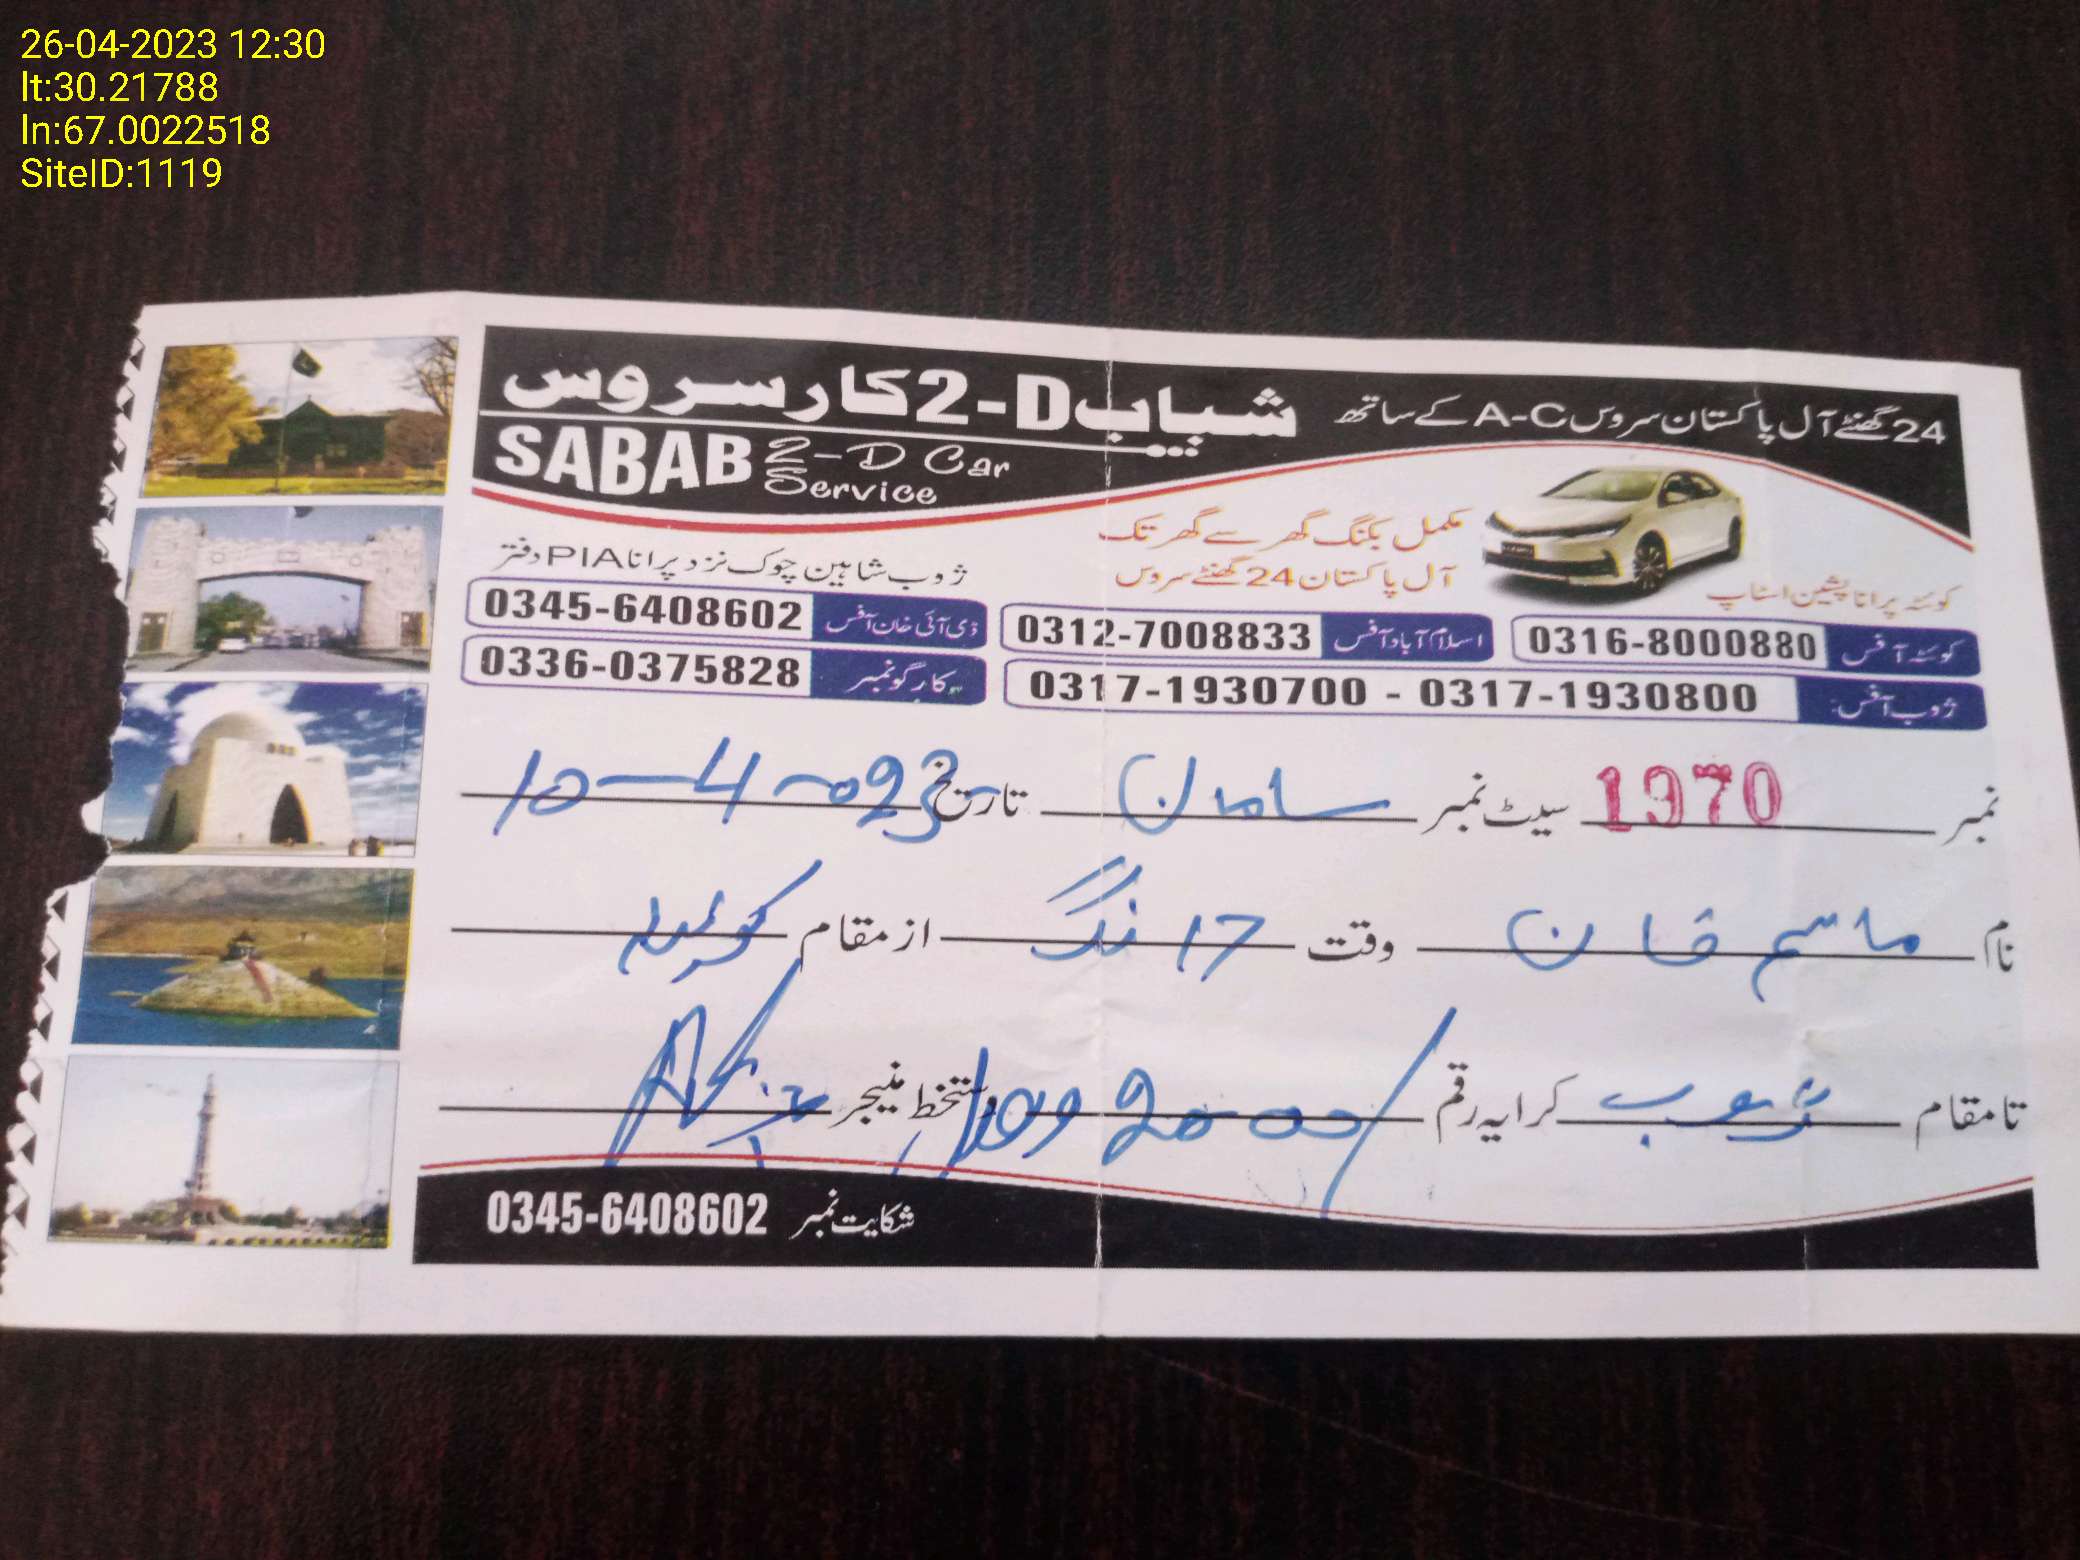 26-04-2023 12:30
lt:30.21788
ln:67.0022518
SiteID:1119
24 گھنٹے آل پاکستان سروس A-C کے ساتھ
شباب 2-D کار سروس
SABAB 2-D Car Service
مکمل بکنگ گھر سے گھر تک
آل پاکستان 24 گھنٹے سروس
کوئٹہ پرانا پشین اسٹاپ
ژوب شاہین چوک نزد پرانا PIA دفتر
کوئٹہ آفس 0316-8000880
اسلام آباد آفس 0312-7008833
ڈی آئی خان آفس 0345-6408602
ژوب آفس: 0317-1930700 - 0317-1930800
کارگو نمبر 0336-0375828
نمبر 1970 سیٹ نمبر سامان تاریخ 10-4-023
نام خان وقت 17 نگ از مقام کوئٹہ
تا مقام ژوب کرایہ رقم 2000/ دستخط منیجر
شکایت نمبر 0345-6408602